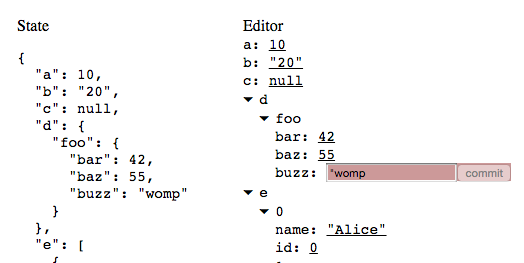 State
{
"a": 10,
"b": "20",
"c": null,
"d": {
"foo": {
"bar": 42,
"baz": 55,
"buzz": "womp"
}
},
"e": [
{
Editor
a: 10
b: "20"
c: null
▼ d
▼ foo
bar: 42
baz: 55
buzz: "womp commit
▼ e
▼ 0
name: "Alice"
id: 0